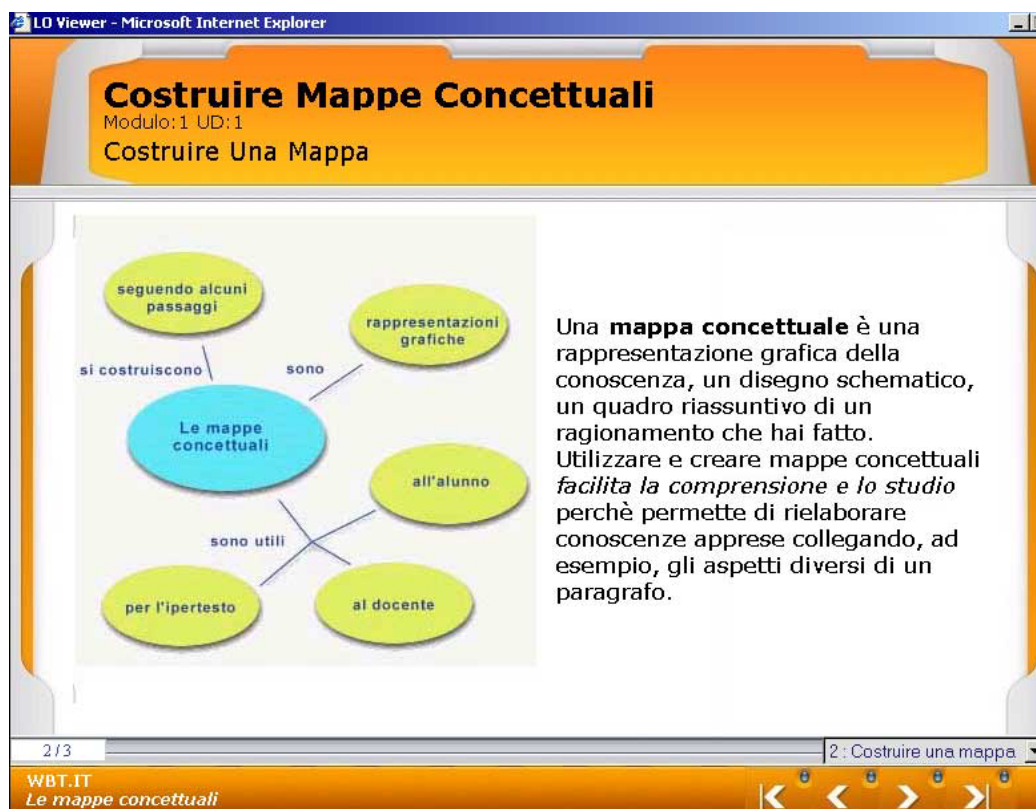 LO Viewer - Microsoft Internet Explorer
Costruire Mappe Concettuali
Modulo:1 UD:1
Costruire Una Mappa
seguendo alcuni
passaggi
rappresentazioni
grafiche
si costruiscono
sono
Le mappe
concettuali
all'alunno
sono utili
per l'ipertesto
al docente
Una mappa concettuale è una
rappresentazione grafica della
conoscenza, un disegno schematico,
un quadro riassuntivo di un
ragionamento che hai fatto.
Utilizzare e creare mappe concettuali
facilita la comprensione e lo studio
perchè permette di rielaborare
conoscenze apprese collegando, ad
esempio, gli aspetti diversi di un
paragrafo.
2/3
2 : Costruire una mappa
WBT.IT
Le mappe concettuali